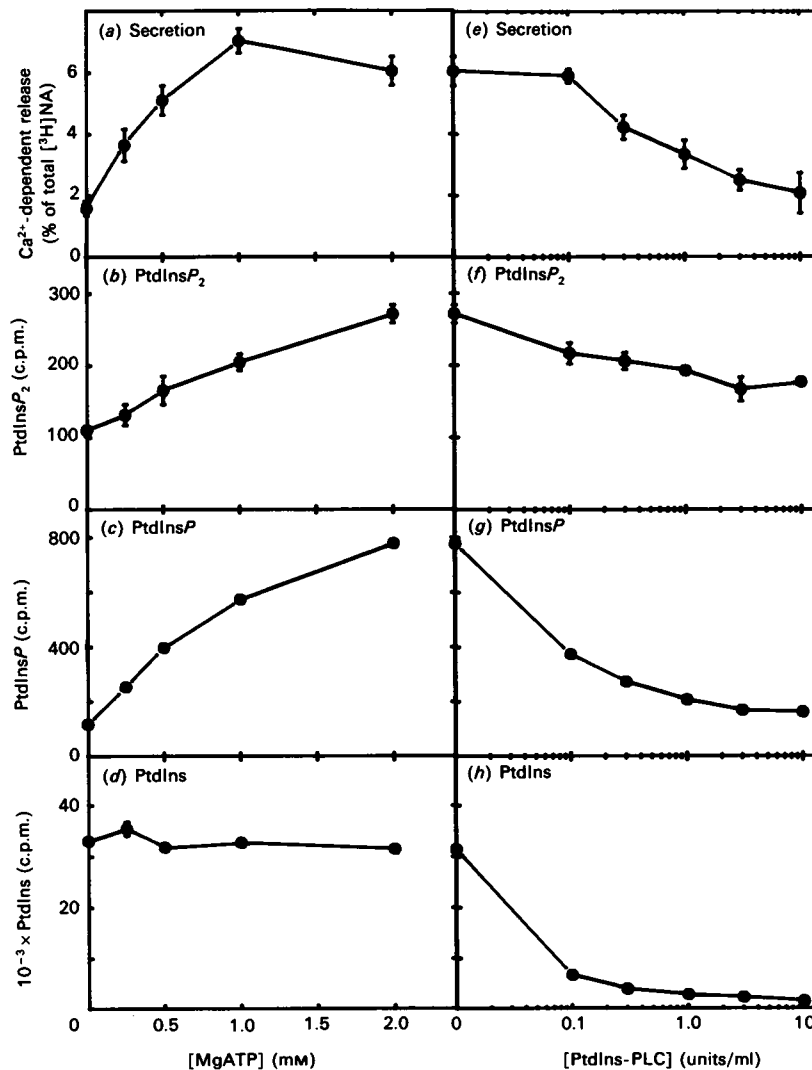 (a) Secretion
Ca²⁺-dependent release
(% of total [³H]NA)
6
4
2
0
(e) Secretion
(b) PtdInsP₂
PtdInsP₂ (c.p.m.)
300
200
100
0
(f) PtdInsP₂
(c) PtdInsP
PtdInsP (c.p.m.)
800
400
0
(g) PtdInsP
(d) PtdIns
10⁻³ × PtdIns (c.p.m.)
40
20
0 0.5 1.0 1.5 2.0
[MgATP] (mM)
(h) PtdIns
0 0.1 1.0 10
[PtdIns-PLC] (units/ml)